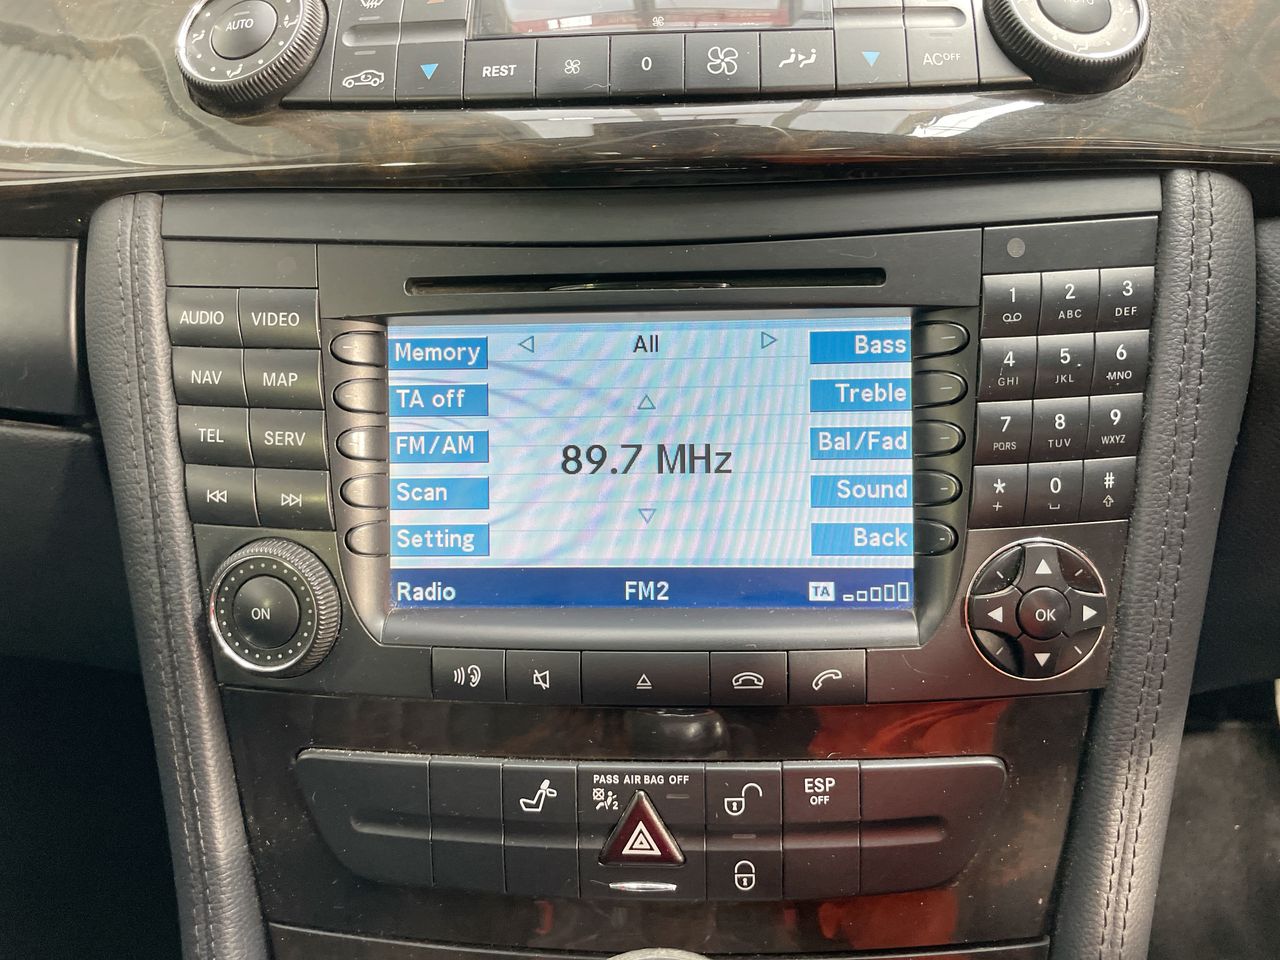 AUTO
AUTO
REST
0
AC OFF
AUDIO
VIDEO
NAV
MAP
TEL
SERV
ON
Memory
All
Bass
TA off
Treble
FM/AM
89.7 MHz
Bal/Fad
Scan
Sound
Setting
Back
Radio
FM2
TA
1
2 ABC
3 DEF
4 GHI
5 JKL
6 MNO
7 PQRS
8 TUV
9 WXYZ
* +
0
#
OK
PASS AIR BAG OFF
2
ESP
OFF